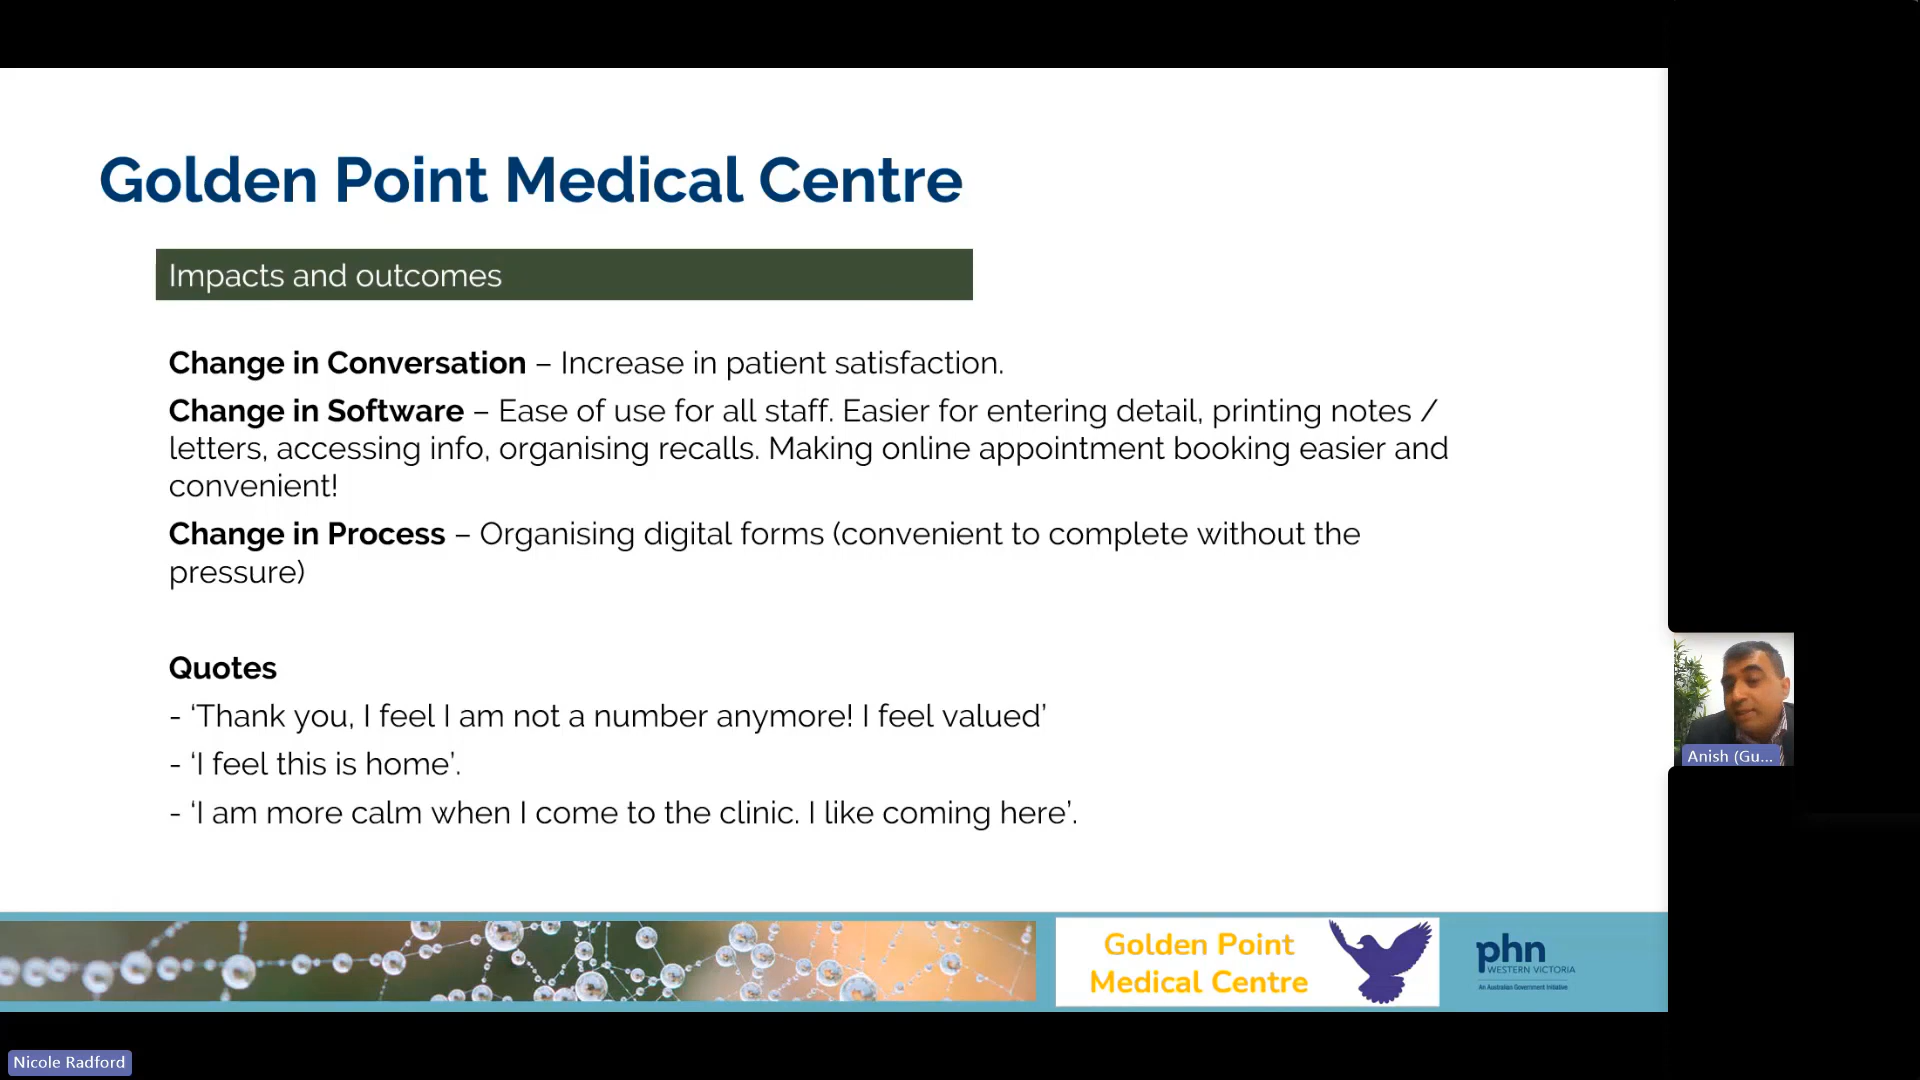 Golden Point Medical Centre
Impacts and outcomes
Change in Conversation – Increase in patient satisfaction.
Change in Software – Ease of use for all staff. Easier for entering detail, printing notes /
letters, accessing info, organising recalls. Making online appointment booking easier and
convenient!
Change in Process – Organising digital forms (convenient to complete without the
pressure)
Quotes
- ‘Thank you, I feel I am not a number anymore! I feel valued’
- ‘I feel this is home’.
- ‘I am more calm when I come to the clinic. I like coming here’.
Anish (Gu...
Golden Point
Medical Centre
phn
WESTERN VICTORIA
An Australian Government Initiative
Nicole Radford